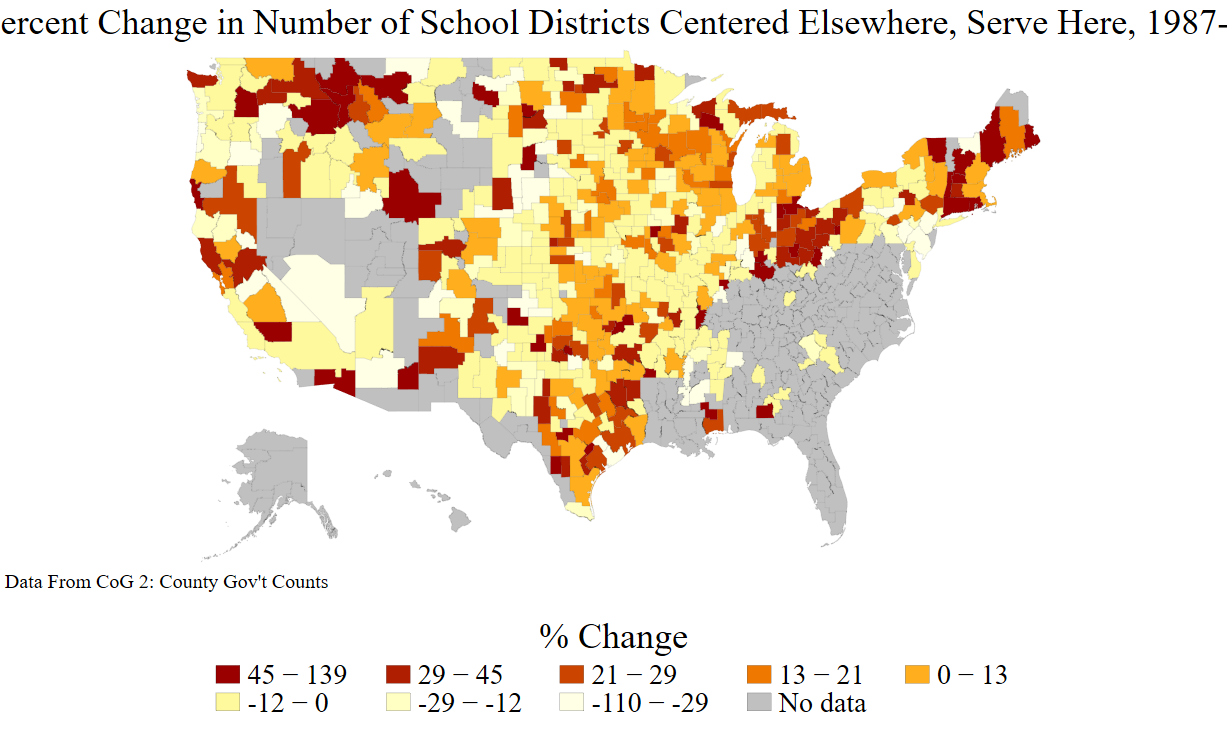 ercent Change in Number of School Districts Centered Elsewhere, Serve Here, 1987-
Data From CoG 2: County Gov't Counts
% Change
45 − 139 29 − 45 21 − 29 13 − 21 0 − 13
-12 − 0 -29 − -12 -110 − -29 No data